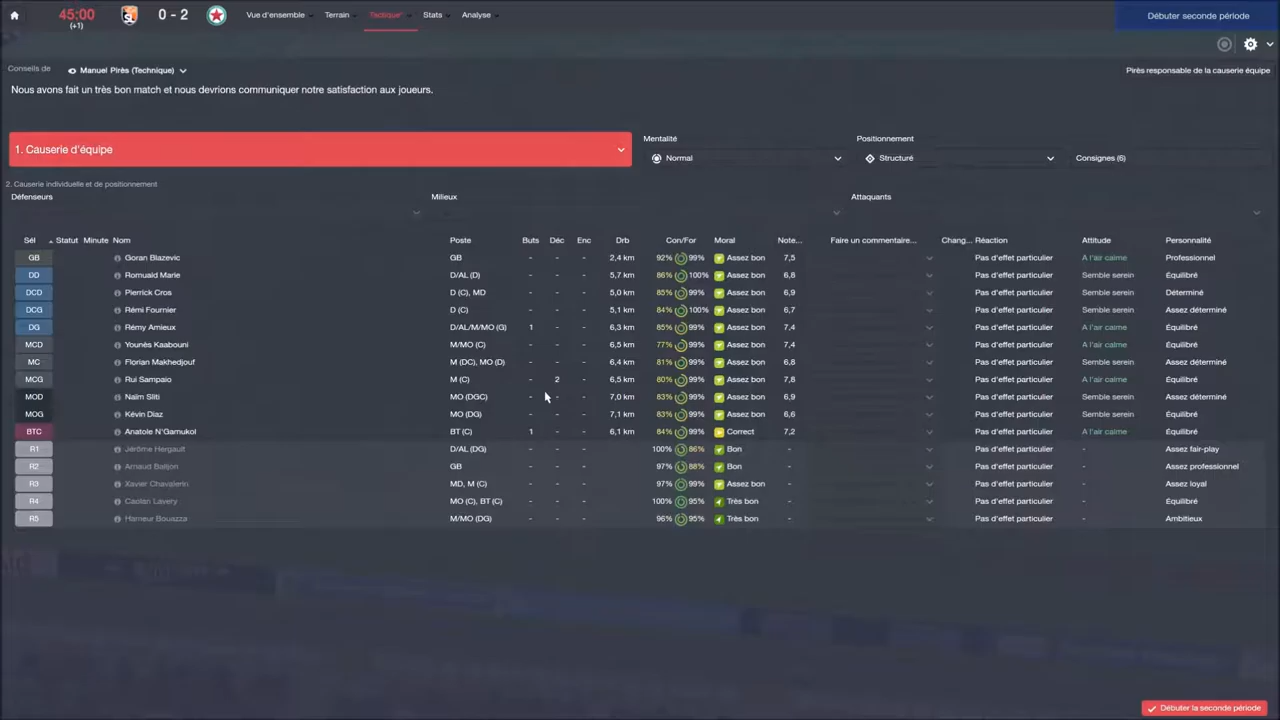 45:00 0 - 2 Vue d'ensemble Terrain Tactique* Stats Analyse Débuter seconde période
(+1)
Conseils de Manuel Pirès (Technique) Pirès responsable de la causerie équipe
Nous avons fait un très bon match et nous devrions communiquer notre satisfaction aux joueurs.
Mentalité Positionnement
1. Causerie d'équipe Normal Structuré Consignes (6)
2. Causerie individuelle et de positionnement
Défenseurs Milieux Attaquants
Sél Statut Minute Nom Poste Buts Déc Enc Drb Con/For Moral Note... Faire un commentaire... Chang... Réaction Attitude Personnalité
GB Goran Blazevic GB - - - 2,4 km 92% 99% Assez bon 7,5 Pas d'effet particulier A l'air calme Professionnel
DD Romuald Marie D/AL (D) - - - 5,7 km 86% 100% Assez bon 6,8 Pas d'effet particulier Semble serein Équilibré
DCD Pierrick Cros D (C), MD - - - 5,0 km 85% 99% Assez bon 6,9 Pas d'effet particulier Semble serein Déterminé
DCG Rémi Fournier D (C) - - - 5,1 km 84% 100% Assez bon 6,7 Pas d'effet particulier Semble serein Assez déterminé
DG Rémy Amieux D/AL/M/MO (G) 1 - - 6,3 km 85% 99% Assez bon 7,4 Pas d'effet particulier A l'air calme Équilibré
MCD Younès Kaabouni M/MO (C) - - - 6,5 km 77% 99% Assez bon 7,4 Pas d'effet particulier A l'air calme Équilibré
MC Florian Makhedjouf M (DC), MO (D) - - - 6,4 km 81% 99% Assez bon 6,8 Pas d'effet particulier Semble serein Assez déterminé
MCG Rui Sampaio M (C) - 2 - 6,5 km 80% 99% Assez bon 7,8 Pas d'effet particulier A l'air calme Équilibré
MOD Naïm Sliti MO (DGC) - - - 7,0 km 83% 99% Assez bon 6,9 Pas d'effet particulier Semble serein Assez déterminé
MOG Kévin Diaz MO (DG) - - - 7,1 km 83% 99% Assez bon 6,6 Pas d'effet particulier Semble serein Équilibré
BTC Anatole N'Gamukol BT (C) 1 - - 6,1 km 84% 99% Correct 7,2 Pas d'effet particulier A l'air calme Équilibré
R1 Jérôme Hergault D/AL (DG) - - - 100% 86% Bon - Pas d'effet particulier - Assez fair-play
R2 Arnaud Balijon GB - - - 97% 88% Bon - Pas d'effet particulier - Assez professionnel
R3 Xavier Chavalerin MD, M (C) - - - 97% 99% Assez bon - Pas d'effet particulier - Assez loyal
R4 Caolan Lavery MO (C), BT (C) - - - 100% 95% Très bon - Pas d'effet particulier - Équilibré
R5 Hameur Bouazza M/MO (DG) - - - 96% 95% Très bon - Pas d'effet particulier - Ambitieux
Débuter la seconde période